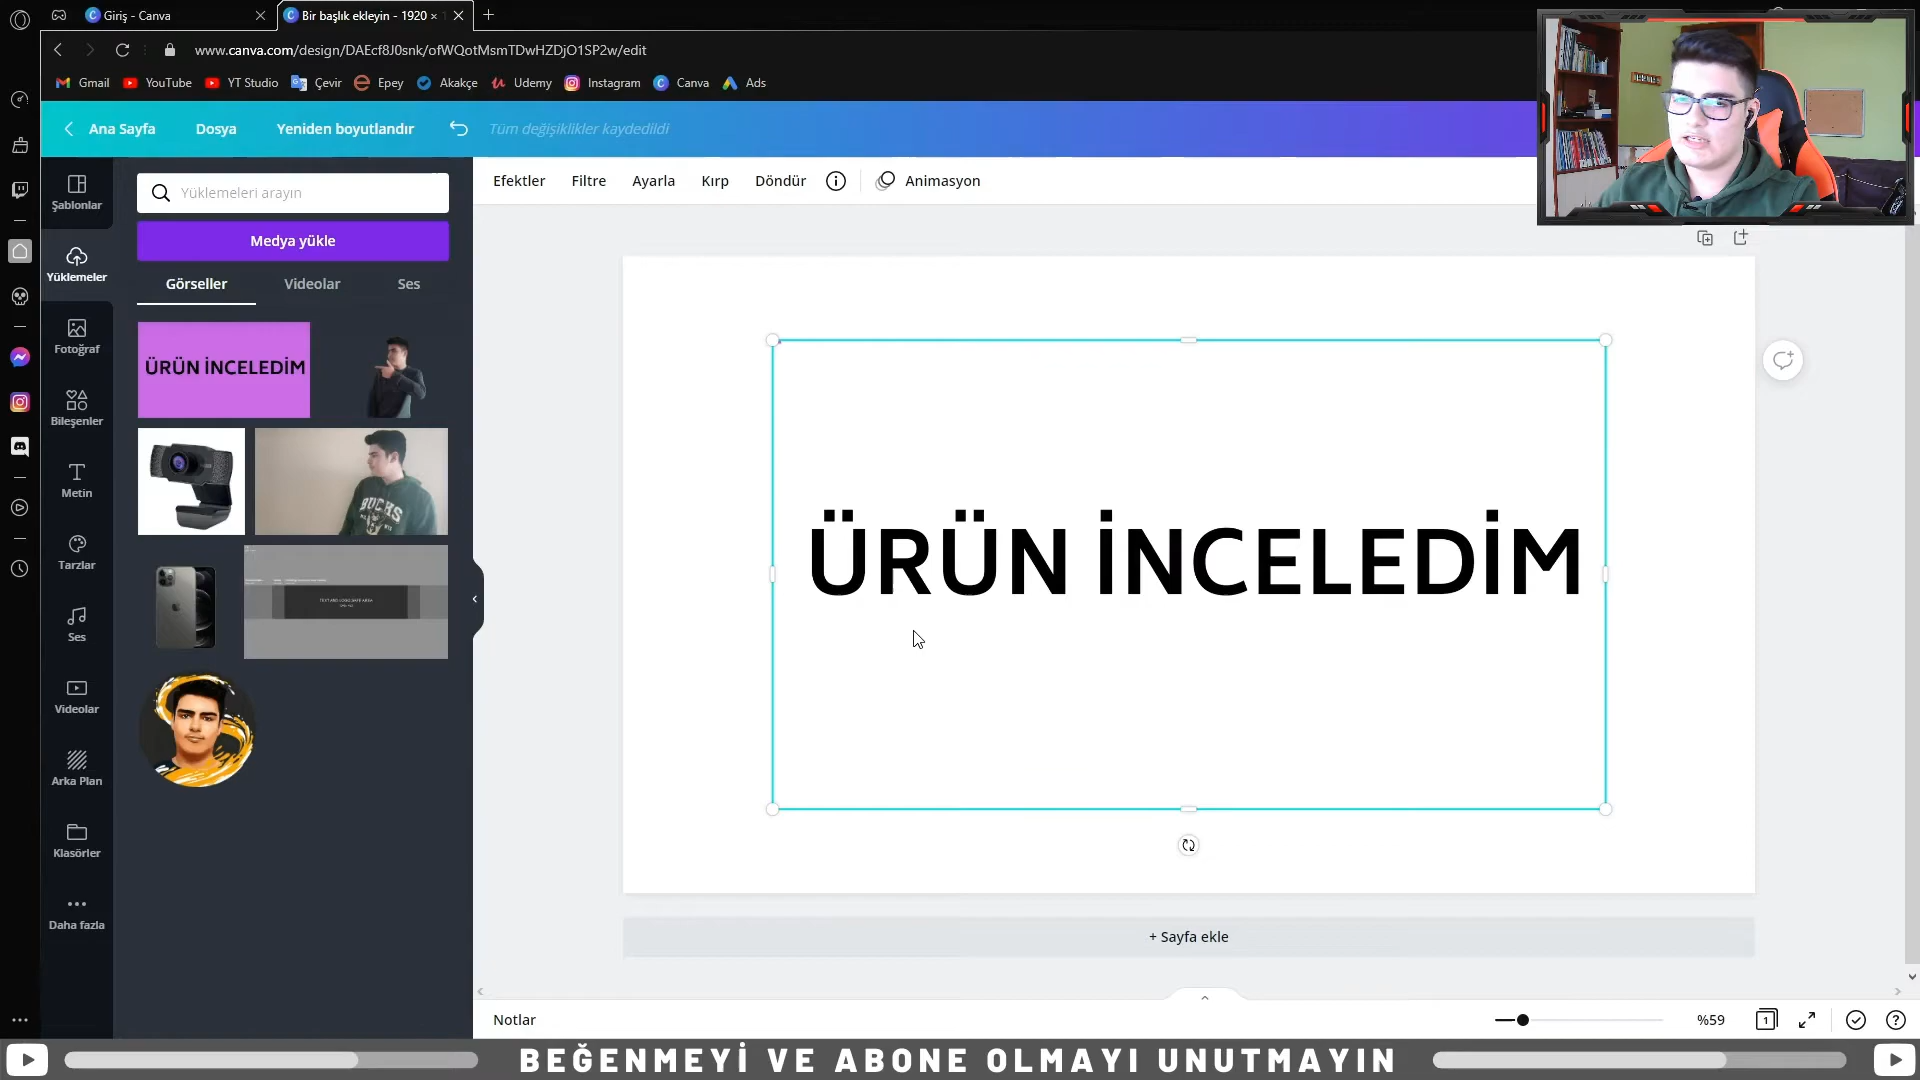 Giriş - Canva
Bir başlık ekleyin - 1920 ×
www.canva.com/design/DAEcf8J0snk/ofWQotMsmTDwHZDjO1SP2w/edit
Gmail YouTube YT Studio Çevir Epey Akakçe Udemy Instagram Canva Ads
Ana Sayfa Dosya Yeniden boyutlandır Tüm değişiklikler kaydedildi
Efektler Filtre Ayarla Kırp Döndür Animasyon
Şablonlar
Yüklemeler
Fotoğraf
Bileşenler
Metin
Tarzlar
Ses
Videolar
Arka Plan
Klasörler
Daha fazla
Yüklemeleri arayın
Medya yükle
Görseller Videolar Ses
ÜRÜN İNCELEDİM
BUCKS
ÜRÜN İNCELEDİM
+ Sayfa ekle
Notlar
%59
1
BEĞENMEYİ VE ABONE OLMAYI UNUTMAYIN